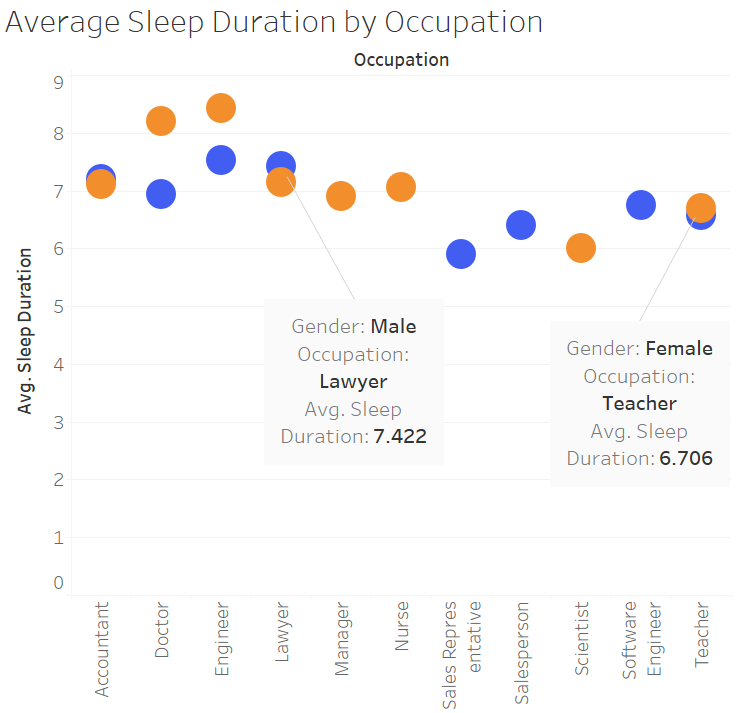 Average Sleep Duration by Occupation
Occupation
Avg. Sleep Duration
9
8
7
6
5
4
3
2
1
0
Gender: Male
Occupation:
Lawyer
Avg. Sleep
Duration: 7.422
Gender: Female
Occupation:
Teacher
Avg. Sleep
Duration: 6.706
Accountant
Doctor
Engineer
Lawyer
Manager
Nurse
Sales Repres
entative
Salesperson
Scientist
Software
Engineer
Teacher